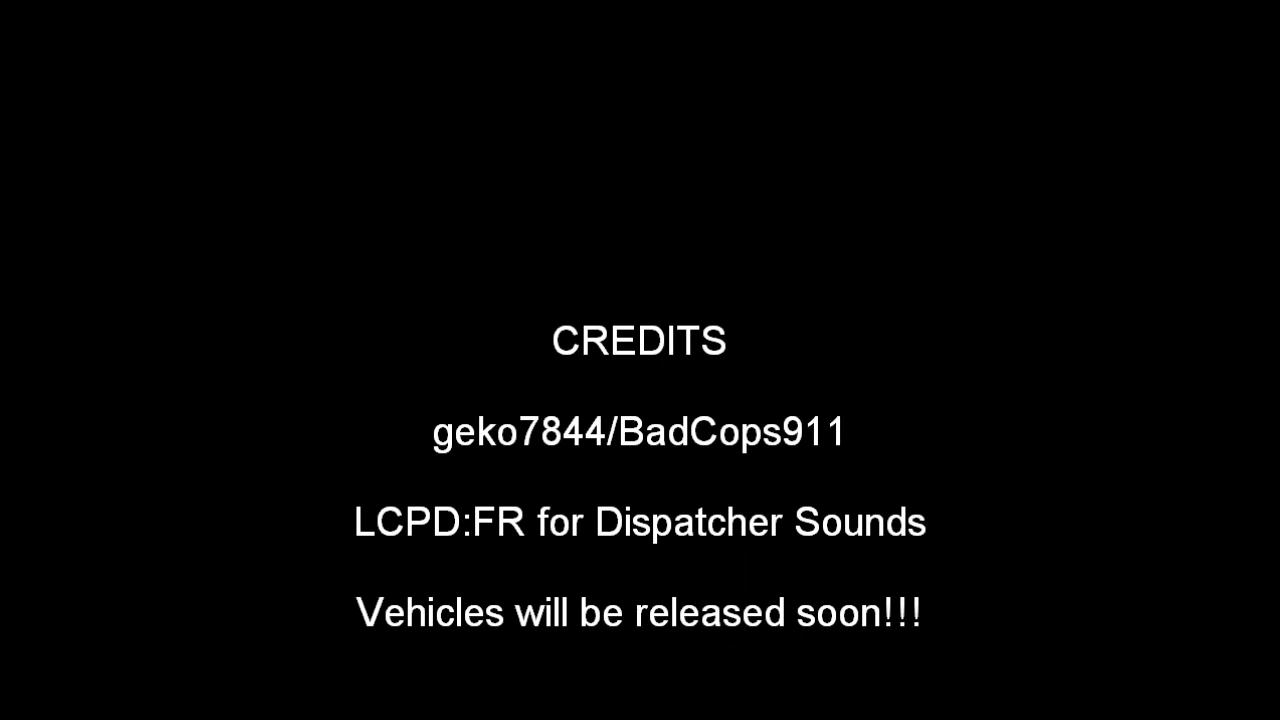 CREDITS
geko7844/BadCops911
LCPD:FR for Dispatcher Sounds
Vehicles will be released soon!!!